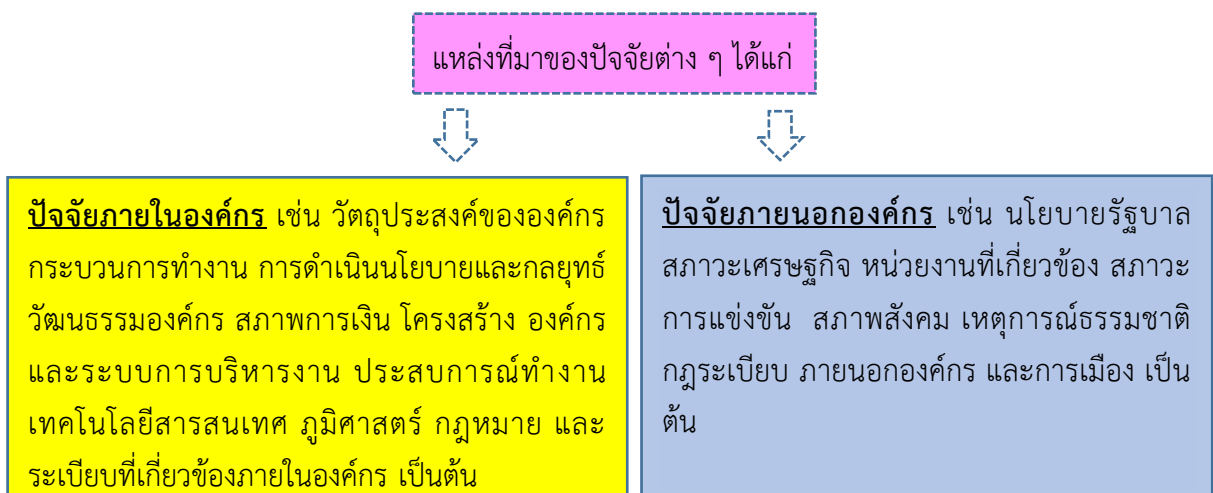 แหล่งที่มาของปัจจัยต่าง ๆ ได้แก่
ปัจจัยภายในองค์กร เช่น วัตถุประสงค์ขององค์กร
กระบวนการทำงาน การดำเนินนโยบายและกลยุทธ์
วัฒนธรรมองค์กร สภาพการเงิน โครงสร้าง องค์กร
และระบบการบริหารงาน ประสบการณ์ทำงาน
เทคโนโลยีสารสนเทศ ภูมิศาสตร์ กฎหมาย และ
ระเบียบที่เกี่ยวข้องภายในองค์กร เป็นต้น
ปัจจัยภายนอกองค์กร เช่น นโยบายรัฐบาล
สภาวะเศรษฐกิจ หน่วยงานที่เกี่ยวข้อง สภาวะ
การแข่งขัน สภาพสังคม เหตุการณ์ธรรมชาติ
กฎระเบียบ ภายนอกองค์กร และการเมือง เป็น
ต้น